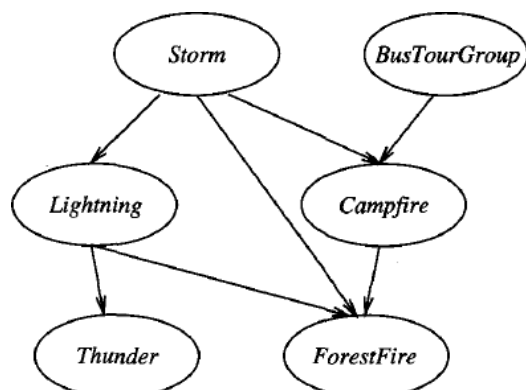 Storm
BusTourGroup
Lightning
Campfire
Thunder
ForestFire